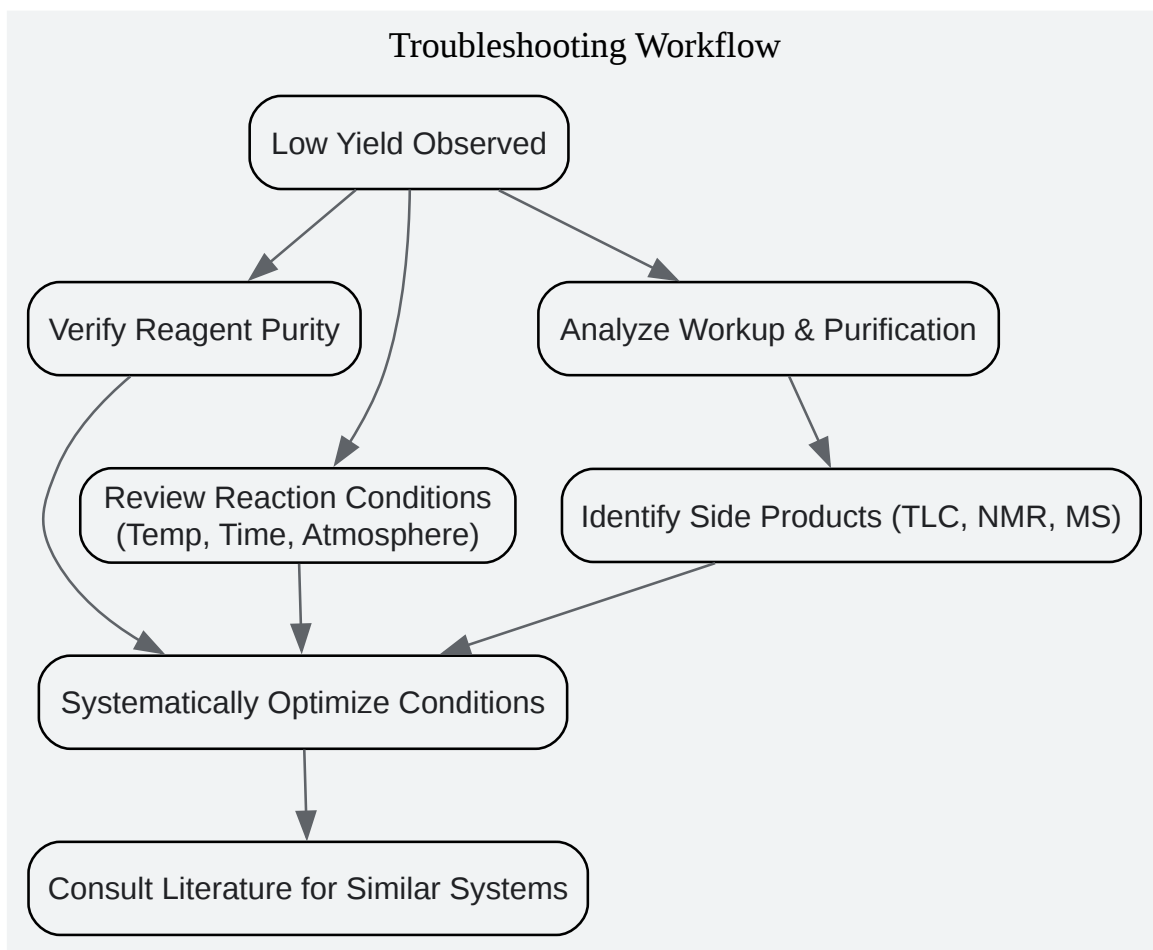 Troubleshooting Workflow
Low Yield Observed
Verify Reagent Purity
Analyze Workup & Purification
Review Reaction Conditions
(Temp, Time, Atmosphere)
Identify Side Products (TLC, NMR, MS)
Systematically Optimize Conditions
Consult Literature for Similar Systems